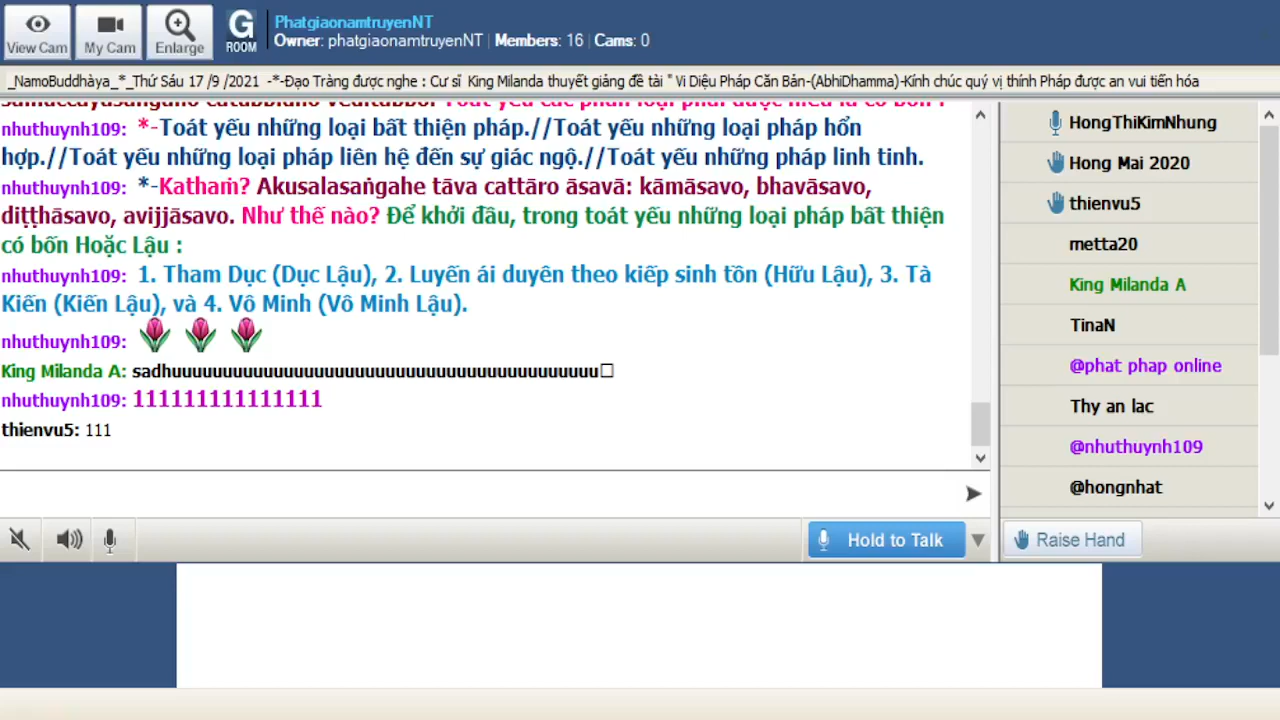 View Cam
My Cam
Enlarge
G
ROOM
PhatgiaonamtruyenNT
Owner: phatgiaonamtruyenNT | Members: 16 | Cams: 0
_NamoBuddhàya_*_Thứ Sáu 17 /9 /2021 -*-Đạo Tràng được nghe : Cư sĩ King Milanda thuyết giảng đề tài " Vi Diệu Pháp Căn Bản-(AbhiDhamma)-Kính chúc quý vị thính Pháp được an vui tiến hóa
nhuthuynh109: *-Toát yếu những loại bất thiện pháp.//Toát yếu những loại pháp hổn
hợp.//Toát yếu những loại pháp liên hệ đến sự giác ngộ.//Toát yếu những pháp linh tinh.
nhuthuynh109: *-Kathaṁ? Akusalasaṅgahe tāva cattāro āsavā: kāmāsavo, bhavāsavo,
diṭṭhāsavo, avijjāsavo. Như thế nào? Để khởi đầu, trong toát yếu những loại pháp bất thiện
có bốn Hoặc Lậu :
nhuthuynh109: 1. Tham Dục (Dục Lậu), 2. Luyến ái duyên theo kiếp sinh tồn (Hữu Lậu), 3. Tà
Kiến (Kiến Lậu), và 4. Vô Minh (Vô Minh Lậu).
nhuthuynh109:
King Milanda A: sadhuuuuuuuuuuuuuuuuuuuuuuuuuuuuuuuuuuuuuuuuuu□
nhuthuynh109: 111111111111111
thienvu5: 111
HongThiKimNhung
Hong Mai 2020
thienvu5
metta20
King Milanda A
TinaN
@phat phap online
Thy an lac
@nhuthuynh109
@hongnhat
Hold to Talk
Raise Hand